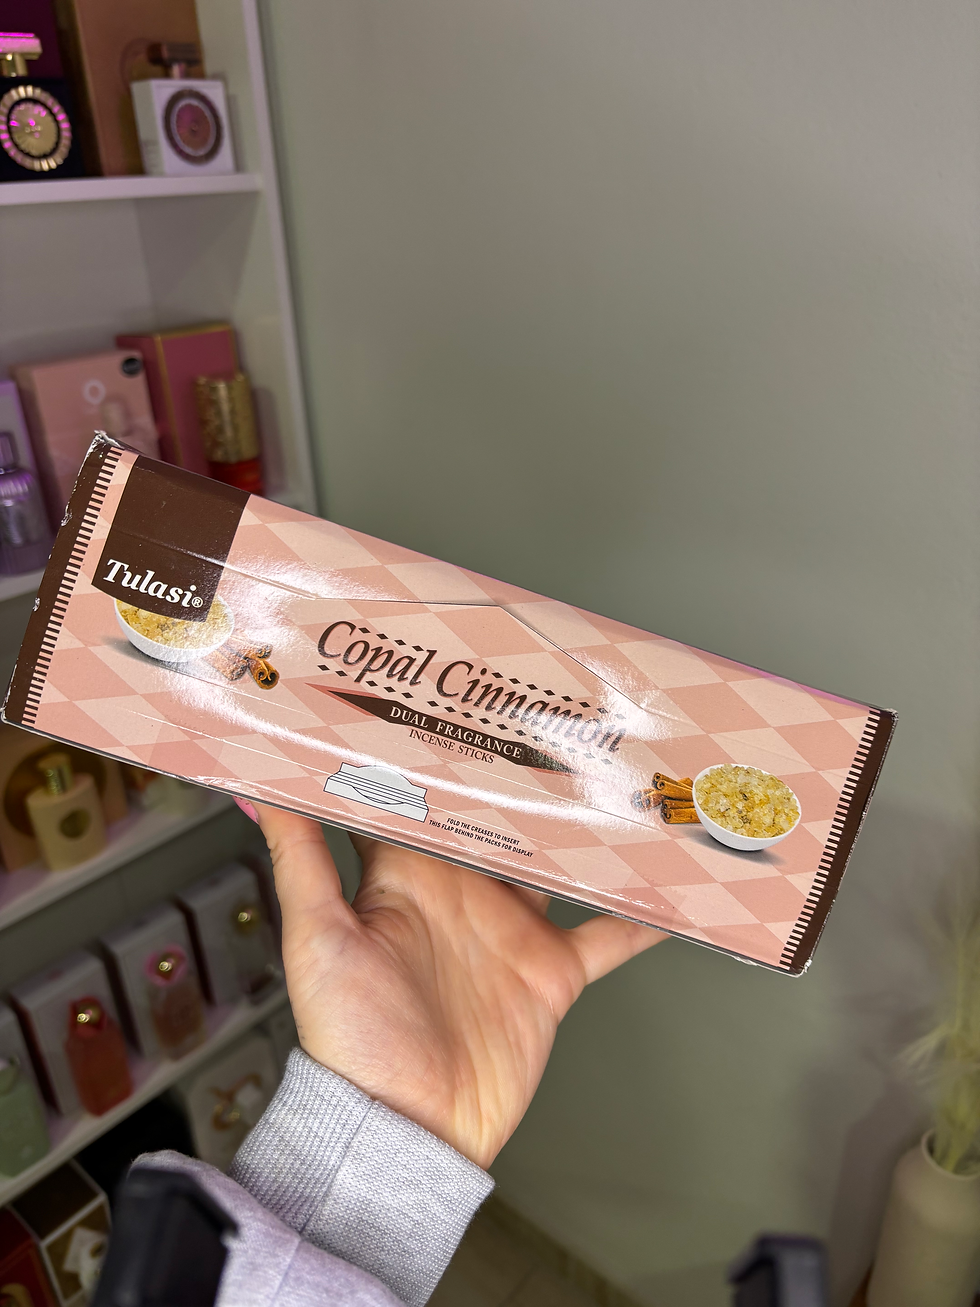 Tulasi®
Copal Cinnamon
DUAL FRAGRANCE
INCENSE STICKS
FOLD THE CREASES TO INSERT
THIS FLAP BEHIND THE PACKS FOR DISPLAY